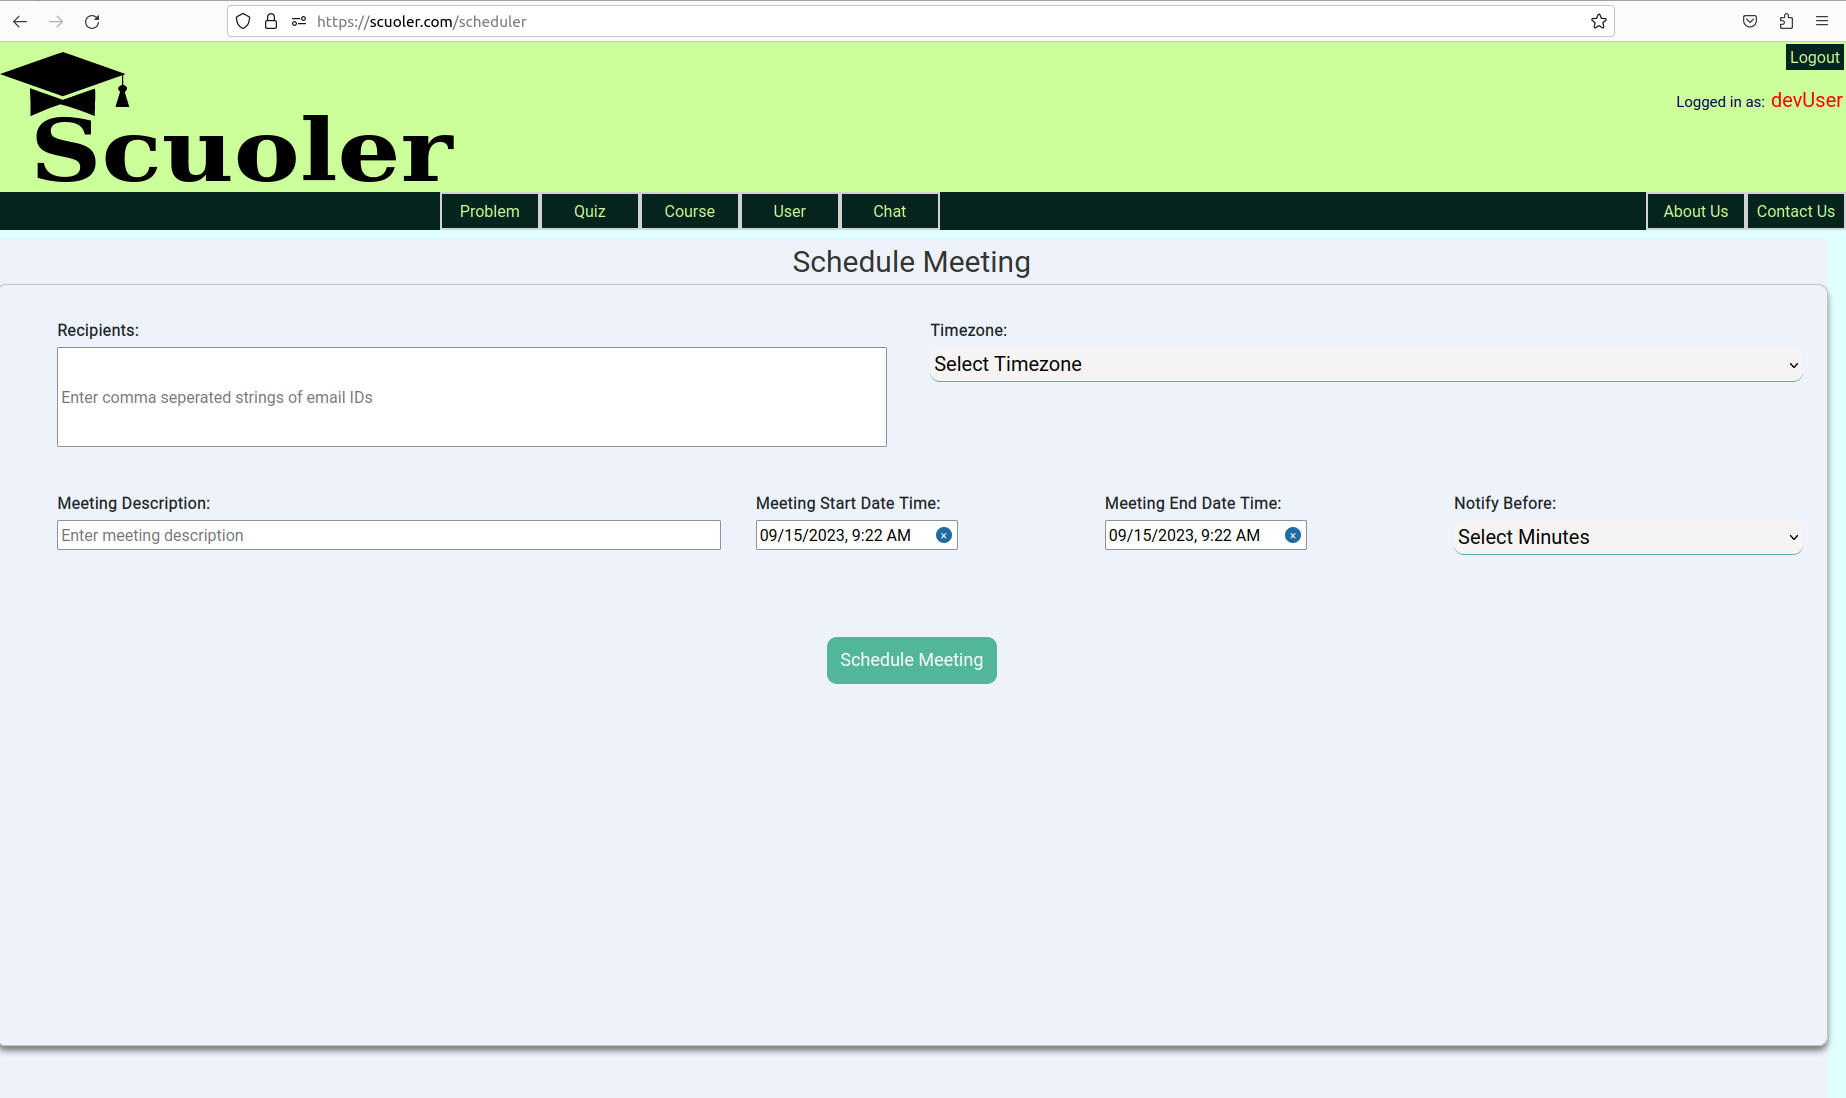 https://scuoler.com/scheduler
Logout
Logged in as: devUser
Scuoler
Problem Quiz Course User Chat About Us Contact Us
Schedule Meeting
Recipients: Timezone:
Select Timezone
Enter comma seperated strings of email IDs
Meeting Description: Meeting Start Date Time: Meeting End Date Time: Notify Before:
Enter meeting description 09/15/2023, 9:22 AM 09/15/2023, 9:22 AM Select Minutes
Schedule Meeting